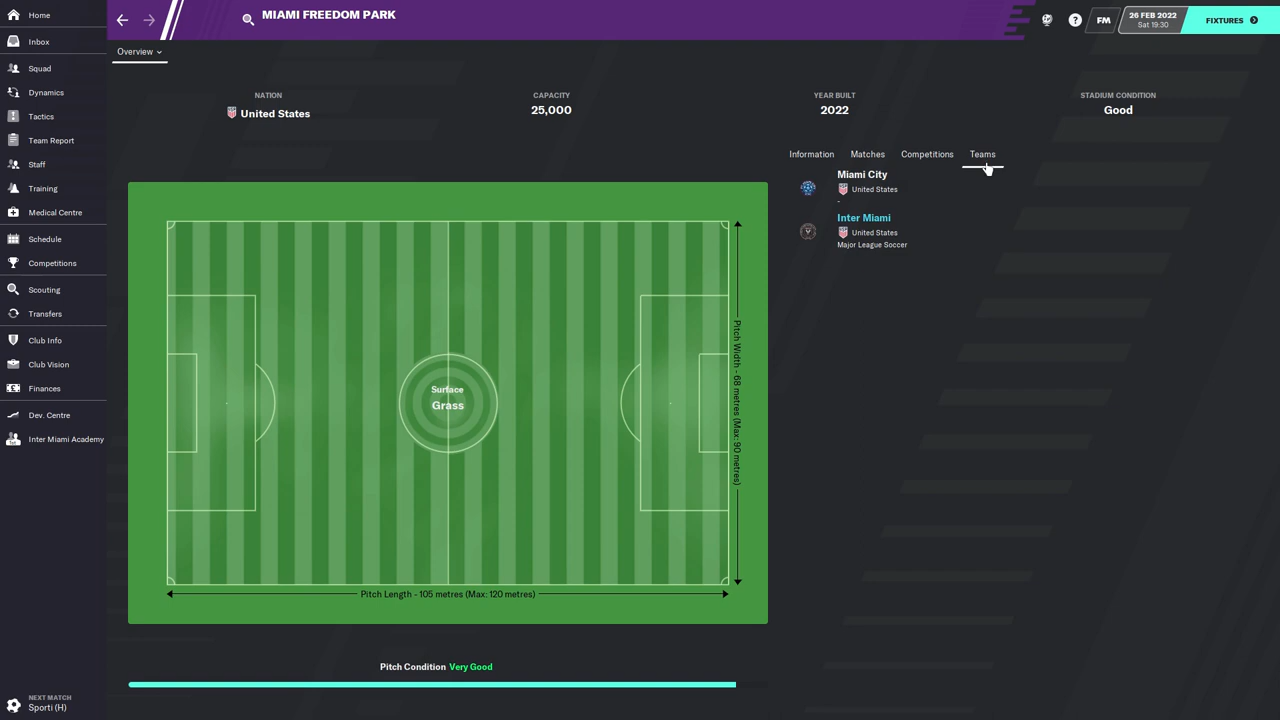 Home
Inbox
Squad
Dynamics
Tactics
Team Report
Staff
Training
Medical Centre
Schedule
Competitions
Scouting
Transfers
Club Info
Club Vision
Finances
Dev. Centre
Inter Miami Academy
NEXT MATCH
Sporti (H)
MIAMI FREEDOM PARK
?
FM
26 FEB 2022
Sat 19:30
FIXTURES
Overview
NATION
United States
CAPACITY
25,000
YEAR BUILT
2022
STADIUM CONDITION
Good
Information Matches Competitions Teams
Miami City
United States
-
Inter Miami
United States
Major League Soccer
Surface
Grass
Pitch Width - 68 metres (Max: 90 metres)
Pitch Length - 105 metres (Max: 120 metres)
Pitch Condition Very Good